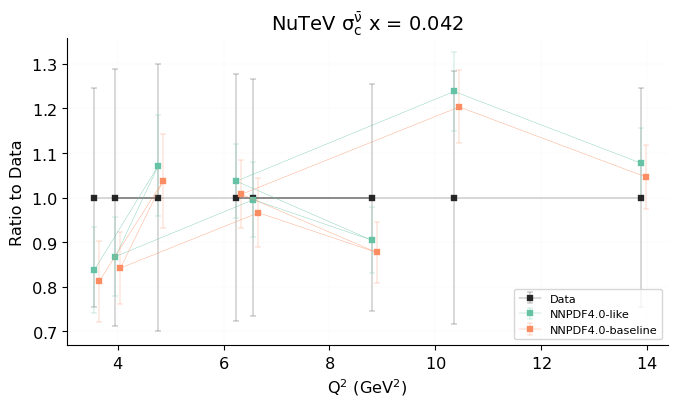 NuTeV σ_c^ν̄ x = 0.042
Ratio to Data
1.3
1.2
1.1
1.0
0.9
0.8
0.7
4
6
8
10
12
14
Q² (GeV²)
Data
NNPDF4.0-like
NNPDF4.0-baseline